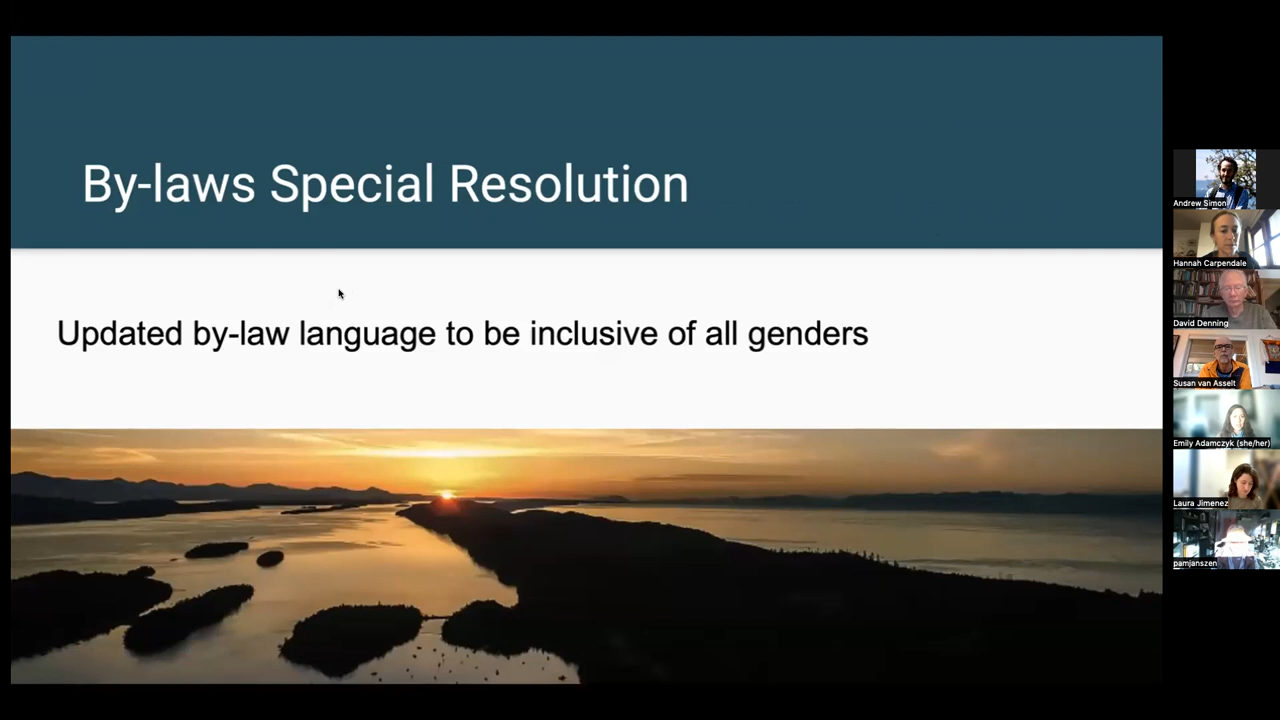 By-laws Special Resolution
Updated by-law language to be inclusive of all genders
Andrew Simon
Hannah Carpendale
David Denning
Susan van Asselt
Emily Adamczyk (she/her)
Laura Jimenez
pamjanszen